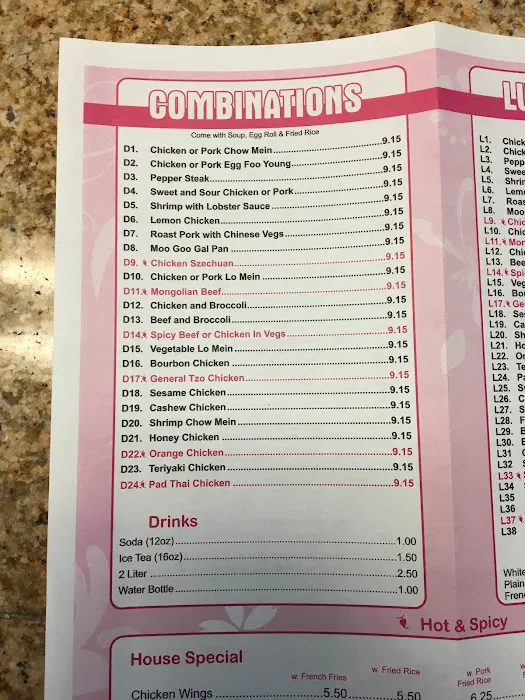 COMBINATIONS
Come with Soup, Egg Roll & Fried Rice
D1. Chicken or Pork Chow Mein 9.15
D2. Chicken or Pork Egg Foo Young 9.15
D3. Pepper Steak 9.15
D4. Sweet and Sour Chicken or Pork 9.15
D5. Shrimp with Lobster Sauce 9.15
D6. Lemon Chicken 9.15
D7. Roast Pork with Chinese Vegs 9.15
D8. Moo Goo Gal Pan 9.15
D9. Chicken Szechuan 9.15
D10. Chicken or Pork Lo Mein 9.15
D11. Mongolian Beef 9.15
D12. Chicken and Broccoli 9.15
D13. Beef and Broccoli 9.15
D14. Spicy Beef or Chicken In Vegs 9.15
D15. Vegetable Lo Mein 9.15
D16. Bourbon Chicken 9.15
D17. General Tzo Chicken 9.15
D18. Sesame Chicken 9.15
D19. Cashew Chicken 9.15
D20. Shrimp Chow Mein 9.15
D21. Honey Chicken 9.15
D22. Orange Chicken 9.15
D23. Teriyaki Chicken 9.15
D24. Pad Thai Chicken 9.15
Drinks
Soda (12oz) 1.00
Ice Tea (16oz) 1.50
2 Liter 2.50
Water Bottle 1.00
L1.
L2.
L3.
L4.
L5.
L6.
L7.
L8. Moo
L9.
L10.
L11.
L12.
L13.
L14.
L15.
L16.
L17.
L18.
L19.
L20.
L21.
L22.
L23.
L24.
L25.
L26.
L27.
L28.
L29.
L30.
L31
L32
L33
L34
L35
L36
L37
L38
White
Plain
Hot & Spicy
House Special
w. French Fries w. Fried Rice w. Pork Fried Rice
Chicken Wings 5.50 5.50 6.25